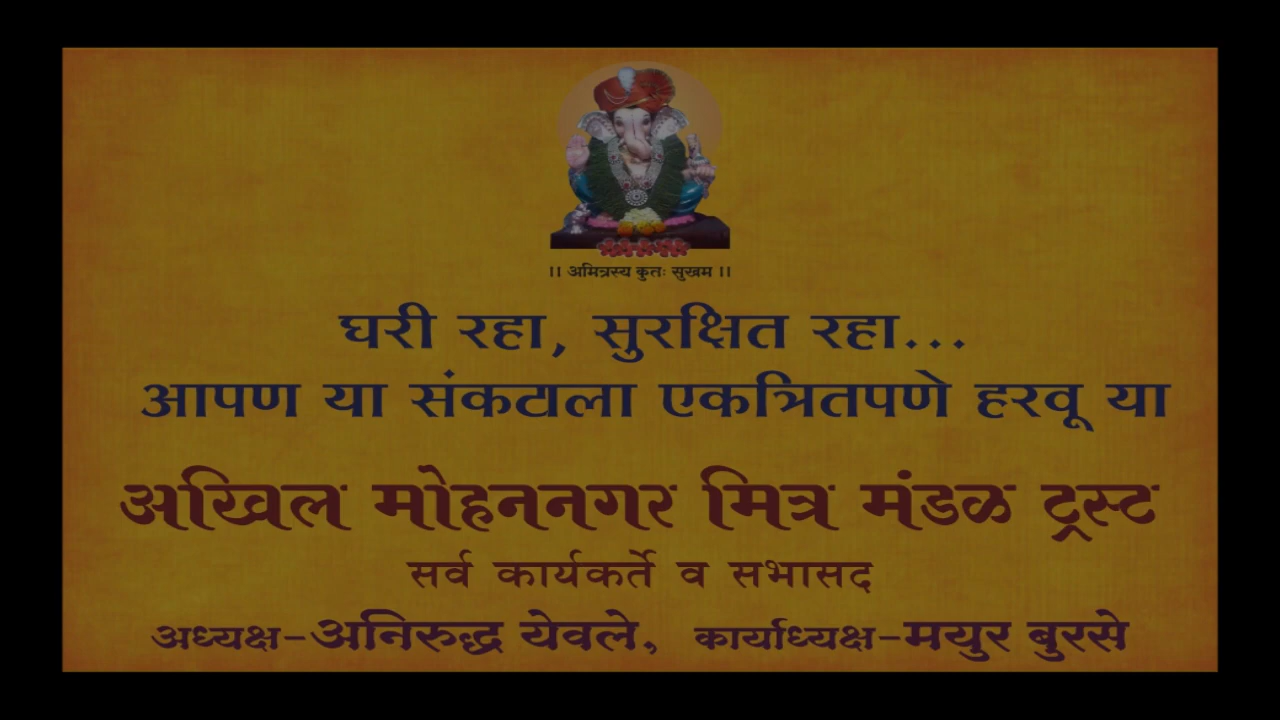 ।। अमित्रस्य कुतः सुखम ।।
घरी रहा, सुरक्षित रहा...
आपण या संकटाला एकत्रितपणे हरवू या
अखिल मोहननगर मित्र मंडळ ट्रस्ट
सर्व कार्यकर्ते व सभासद
अध्यक्ष-अनिरुद्ध येवले, कार्याध्यक्ष-मयुर बुरसे